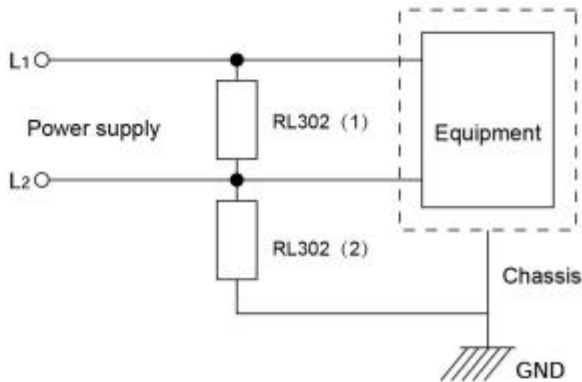 L1
RL302 (1)
Power supply
Equipment
L2
RL302 (2)
Chassis
GND